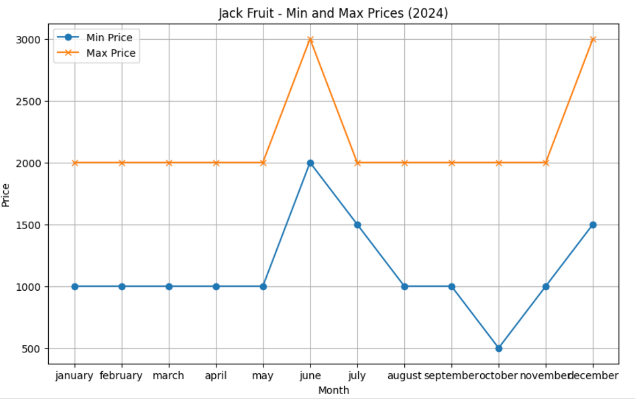 Jack Fruit - Min and Max Prices (2024)
Min Price
Max Price
3000
2500
2000
1500
1000
500
Price
january february march april may june july august september october november december
Month